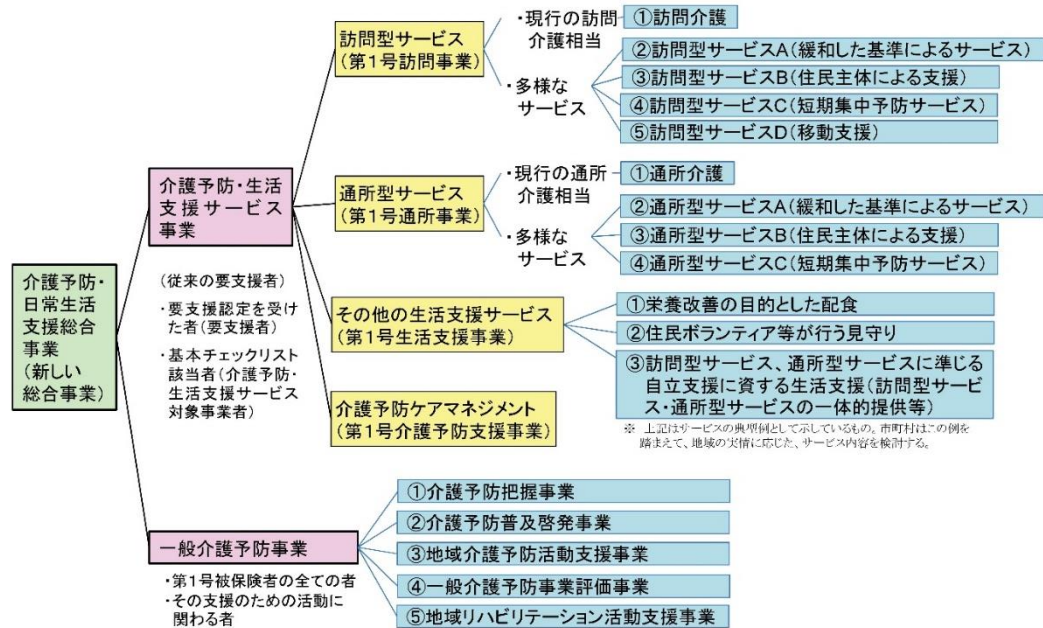 介護予防・
日常生活
支援総合
事業
(新しい
総合事業)
介護予防・生活
支援サービス
事業
(従来の要支援者)
・要支援認定を受け
た者(要支援者)
・基本チェックリスト
該当者(介護予防・
生活支援サービス
対象事業者)
訪問型サービス
(第1号訪問事業)
・現行の訪問
介護相当
①訪問介護
・多様な
サービス
②訪問型サービスA(緩和した基準によるサービス)
③訪問型サービスB(住民主体による支援)
④訪問型サービスC(短期集中予防サービス)
⑤訪問型サービスD(移動支援)
通所型サービス
(第1号通所事業)
・現行の通所
介護相当
①通所介護
・多様な
サービス
②通所型サービスA(緩和した基準によるサービス)
③通所型サービスB(住民主体による支援)
④通所型サービスC(短期集中予防サービス)
その他の生活支援サービス
(第1号生活支援事業)
①栄養改善の目的とした配食
②住民ボランティア等が行う見守り
③訪問型サービス、通所型サービスに準じる
自立支援に資する生活支援(訪問型サービ
ス・通所型サービスの一体的提供等)
※ 上記はサービスの典型例として示しているもの。市町村はこの例を
踏まえて、地域の実情に応じた、サービス内容を検討する。
介護予防ケアマネジメント
(第1号介護予防支援事業)
一般介護予防事業
・第1号被保険者の全ての者
・その支援のための活動に
関わる者
①介護予防把握事業
②介護予防普及啓発事業
③地域介護予防活動支援事業
④一般介護予防事業評価事業
⑤地域リハビリテーション活動支援事業